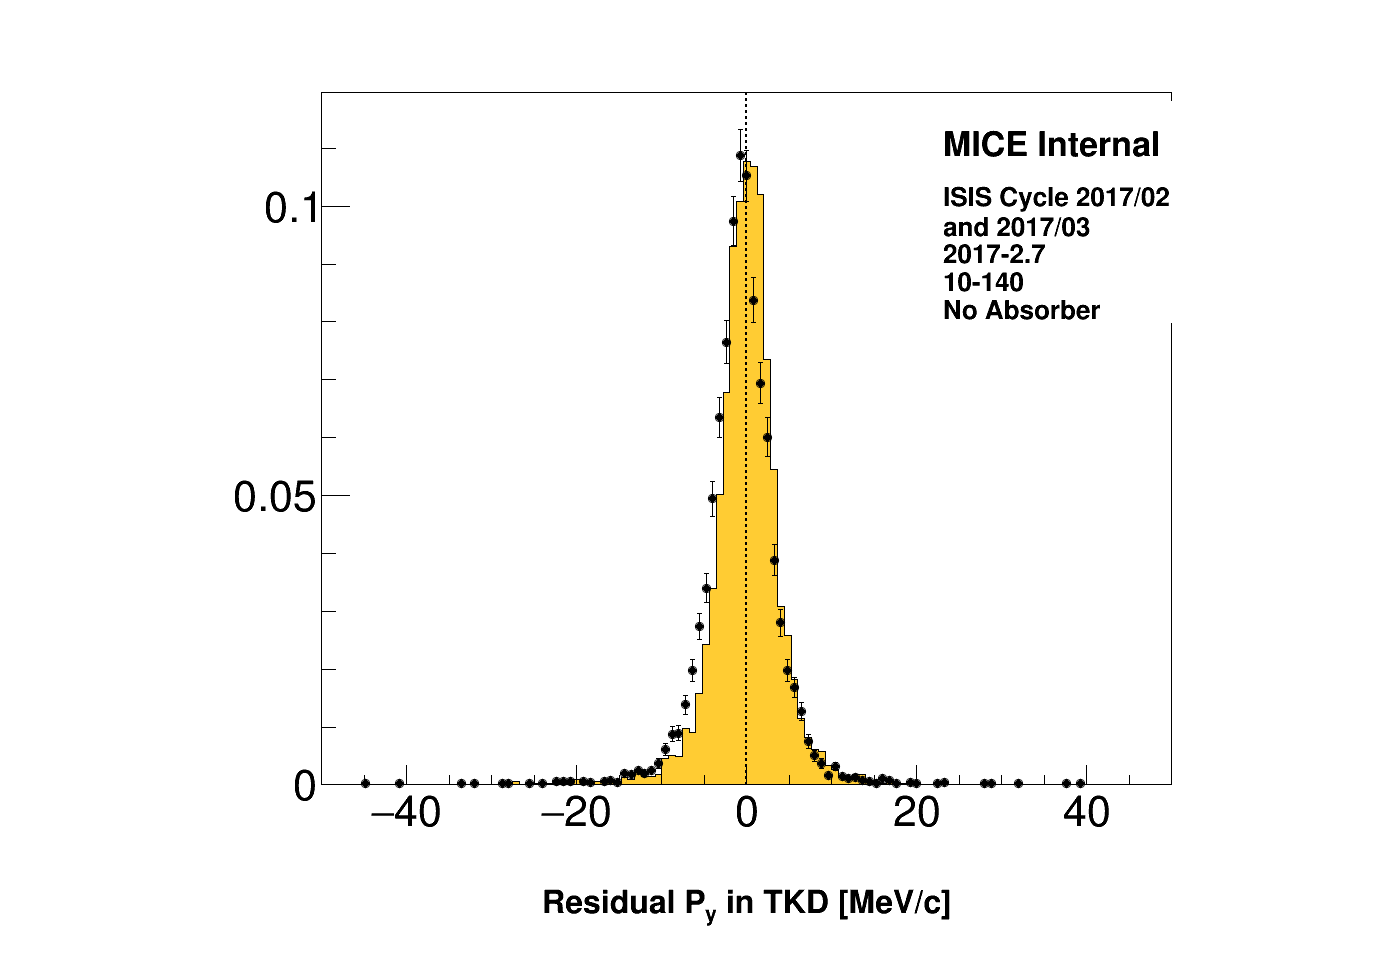 MICE Internal
ISIS Cycle 2017/02
and 2017/03
2017-2.7
10-140
No Absorber
0.1
0.05
0
−40 −20 0 20 40
Residual Py in TKD [MeV/c]